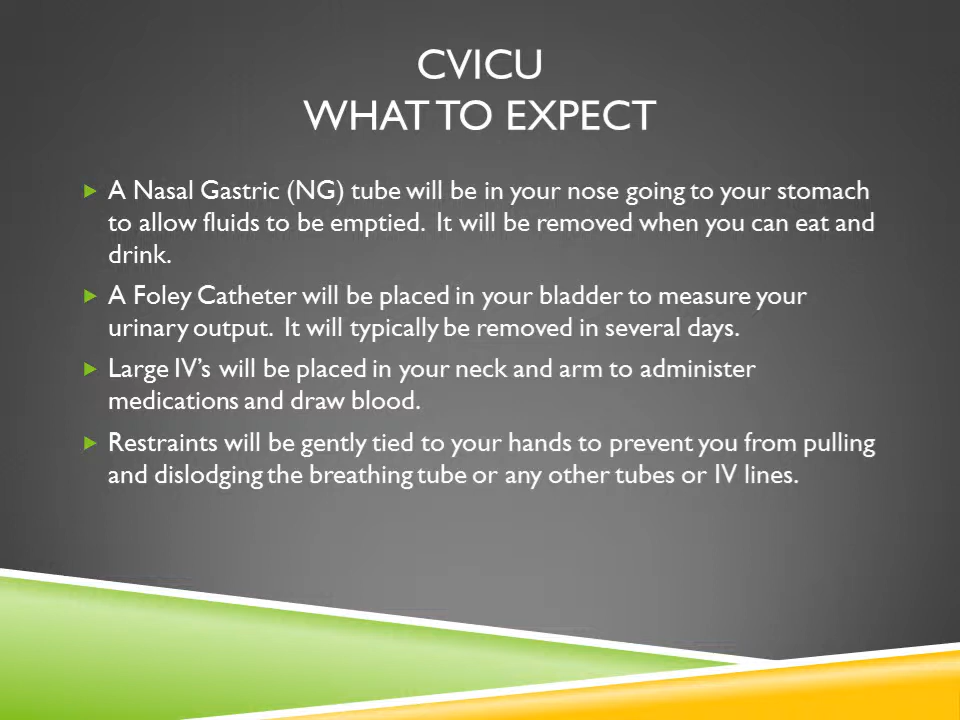 CVICU
WHAT TO EXPECT
A Nasal Gastric (NG) tube will be in your nose going to your stomach
to allow fluids to be emptied. It will be removed when you can eat and
drink.
A Foley Catheter will be placed in your bladder to measure your
urinary output. It will typically be removed in several days.
Large IV's will be placed in your neck and arm to administer
medications and draw blood.
Restraints will be gently tied to your hands to prevent you from pulling
and dislodging the breathing tube or any other tubes or IV lines.